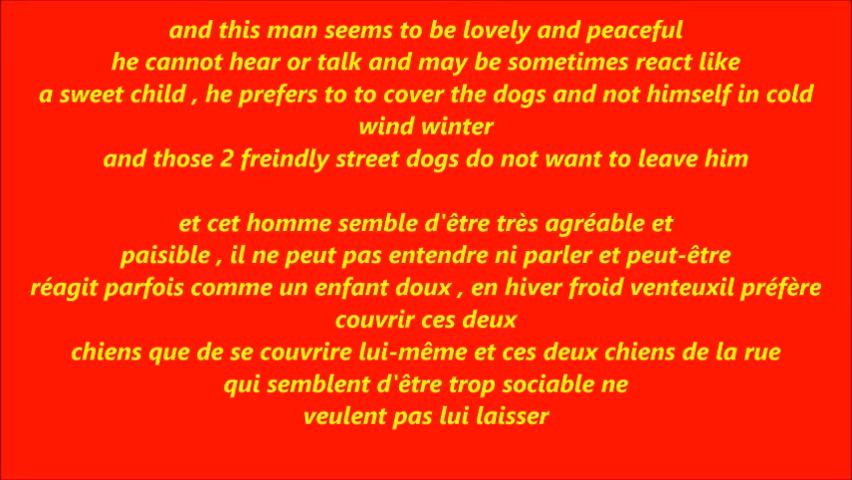 and this man seems to be lovely and peaceful
he cannot hear or talk and may be sometimes react like
a sweet child , he prefers to to cover the dogs and not himself in cold
wind winter
and those 2 freindly street dogs do not want to leave him
et cet homme semble d'être très agréable et
paisible , il ne peut pas entendre ni parler et peut-être
réagit parfois comme un enfant doux , en hiver froid venteuxil préfère
couvrir ces deux
chiens que de se couvrire lui-même et ces deux chiens de la rue
qui semblent d'être trop sociable ne
veulent pas lui laisser